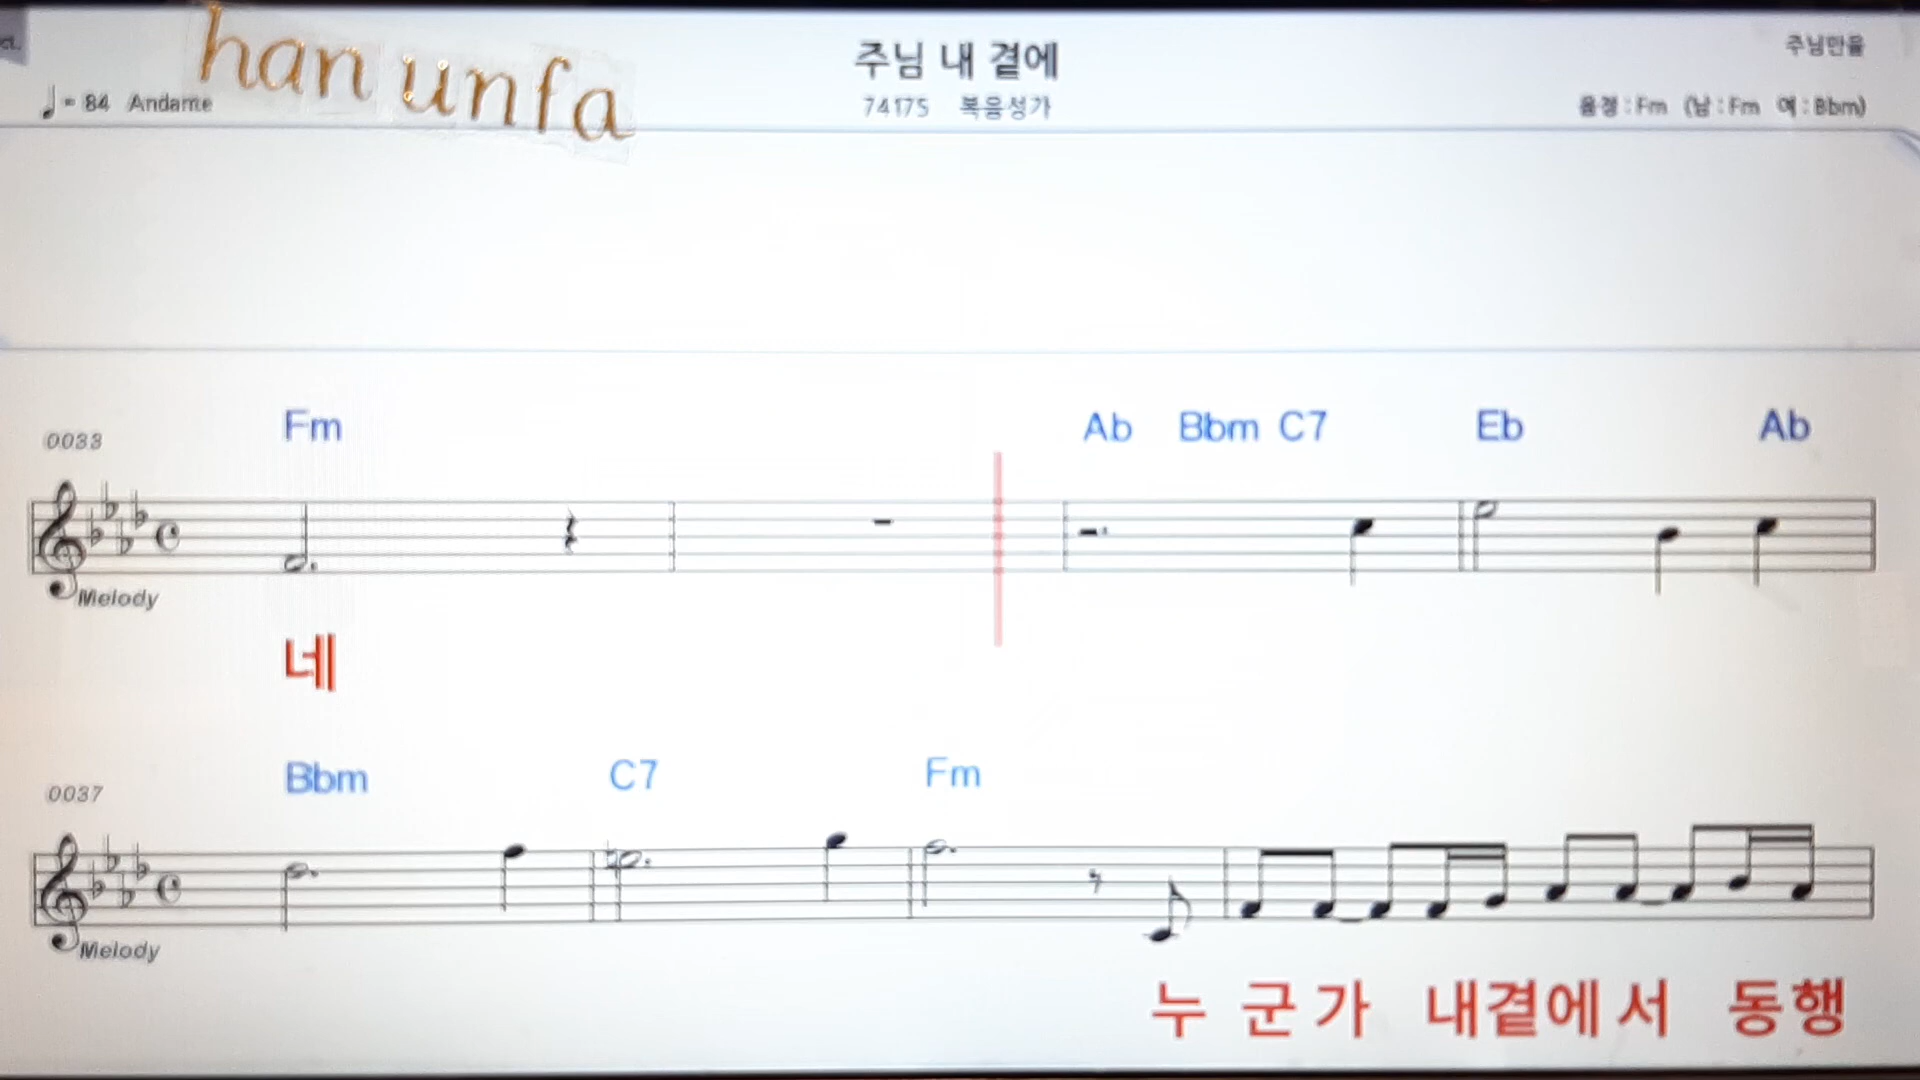 han unfa
주님 내 곁에
주님만을
♩= 84 Andante
74175 복음성가
음정 : Fm (남 : Fm 여 : Bbm)
Fm Ab Bbm C7 Eb Ab
0033
Melody
네
Bbm C7 Fm
0037
Melody
누 군 가 내곁에 서 동행